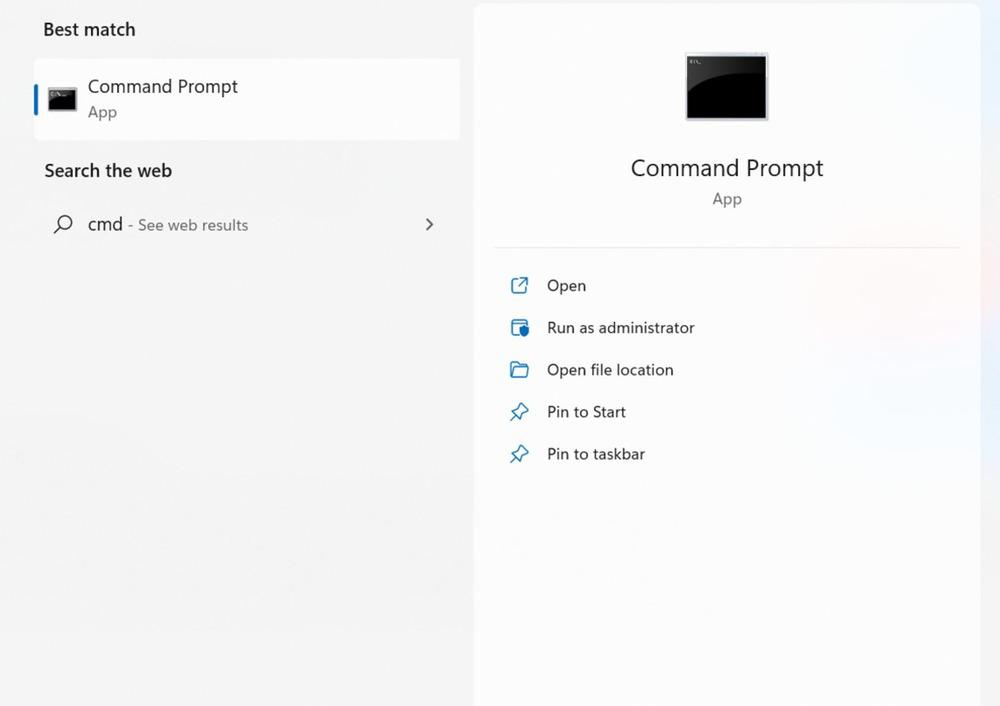 Best match
Command Prompt
App
Search the web
cmd - See web results
Command Prompt
App
Open
Run as administrator
Open file location
Pin to Start
Pin to taskbar